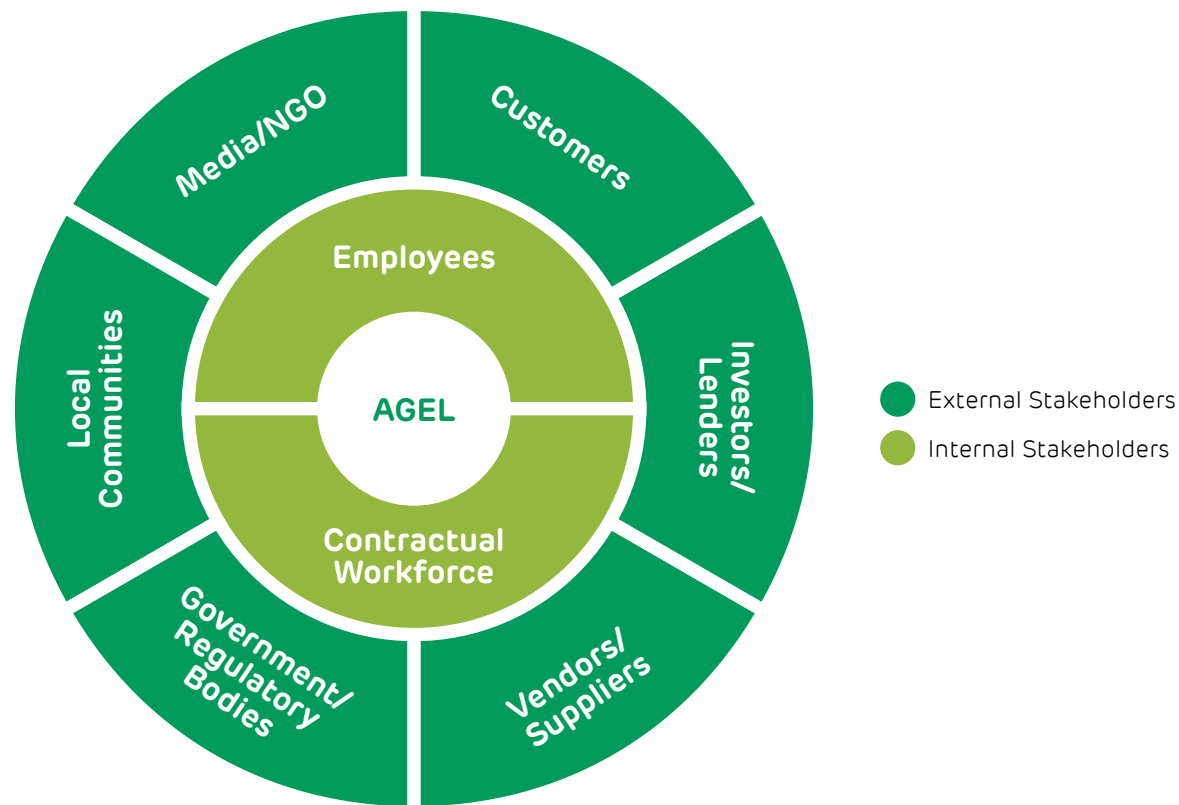 Media/NGO
Customers
Employees
Local
Communities
AGEL
Investors/
Lenders
Contractual
Workforce
Government/
Regulatory
Bodies
Vendors/
Suppliers
External Stakeholders
Internal Stakeholders